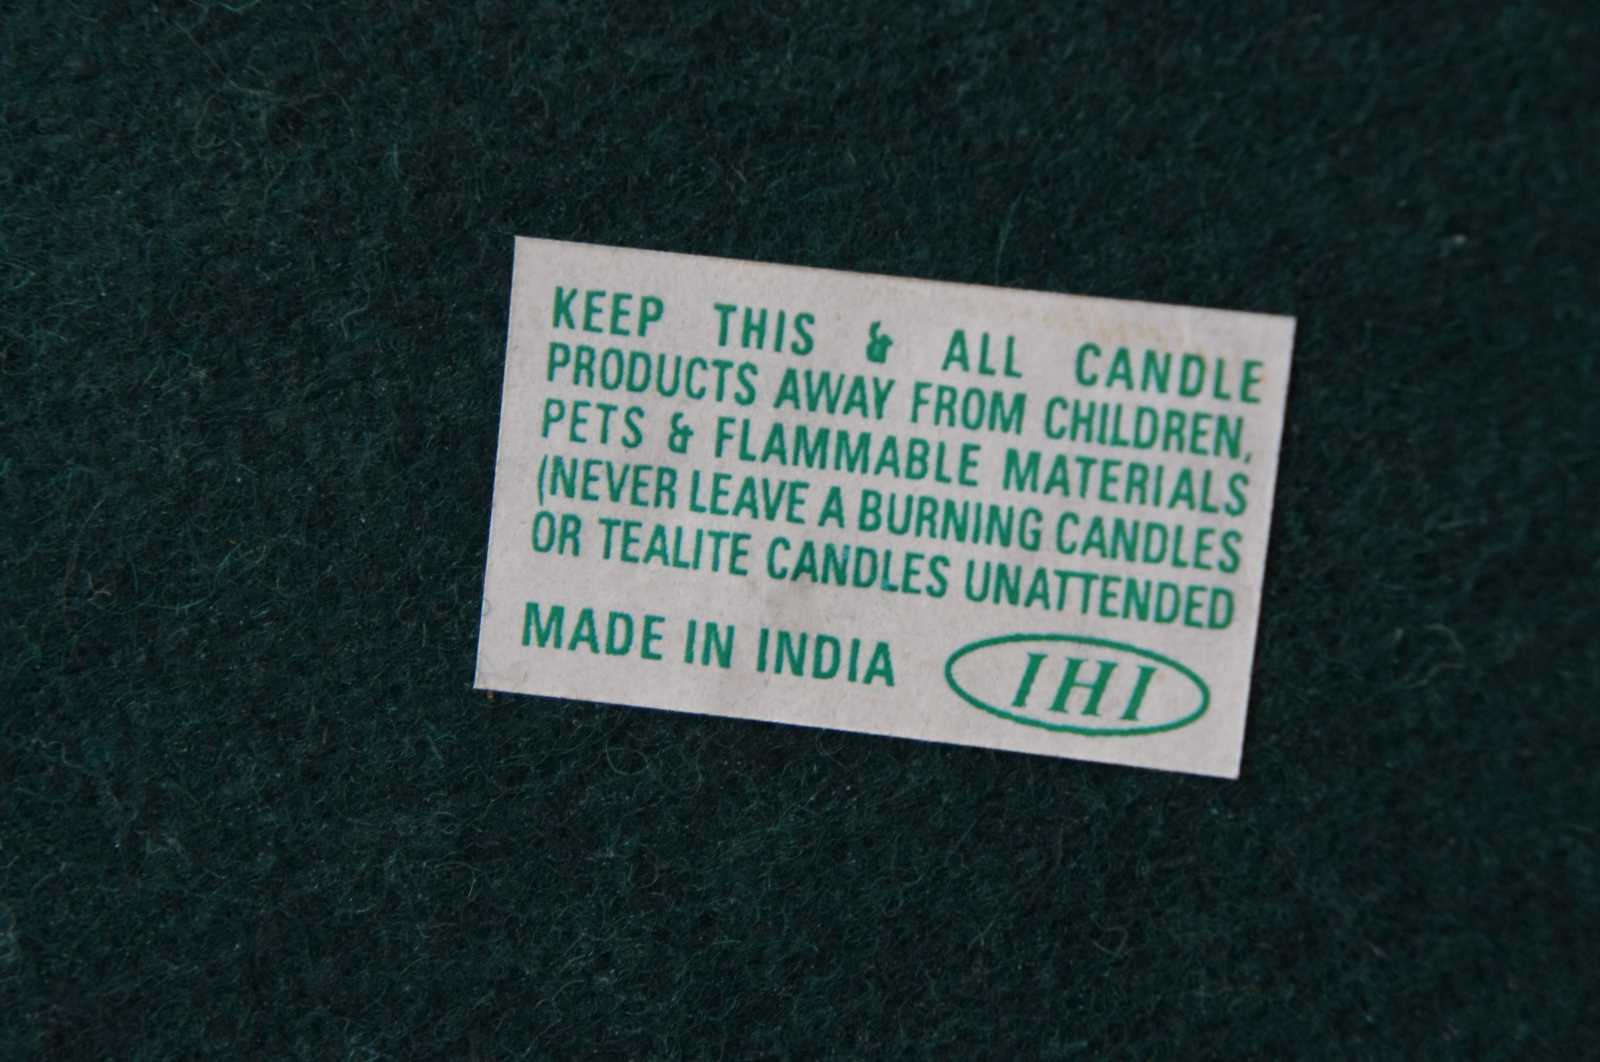 KEEP THIS & ALL CANDLE
PRODUCTS AWAY FROM CHILDREN,
PETS & FLAMMABLE MATERIALS
(NEVER LEAVE A BURNING CANDLES
OR TEALITE CANDLES UNATTENDED
MADE IN INDIA
IHI